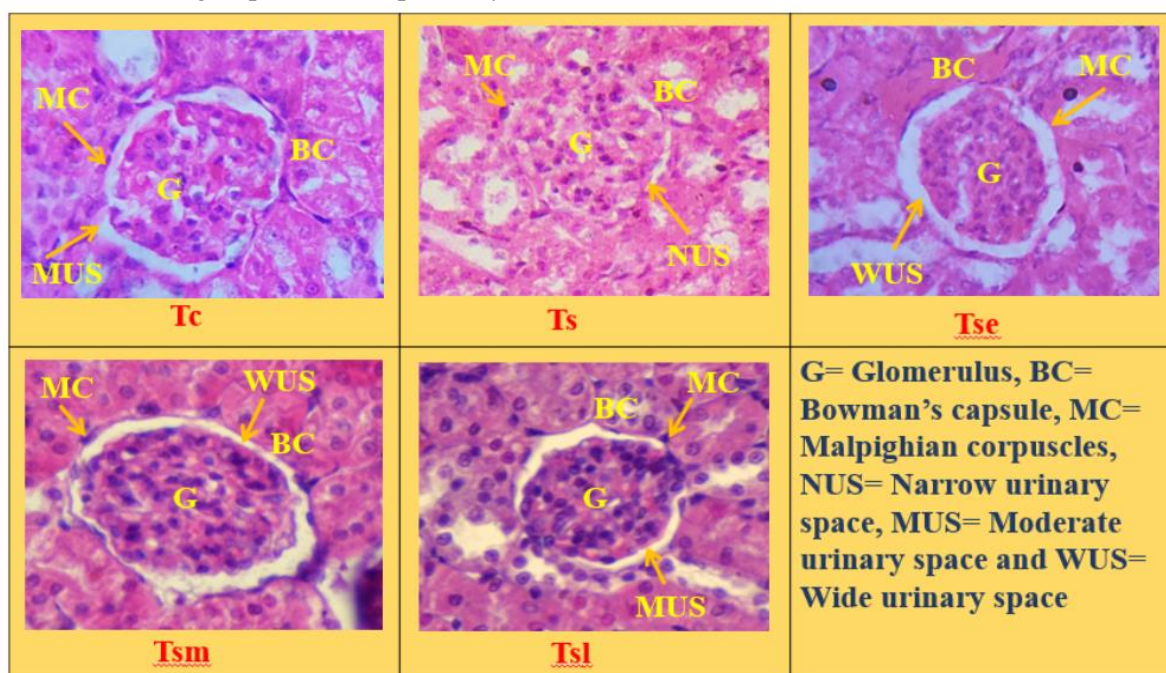 MC
BC
G
MUS
Tc
MC
BC
G
NUS
Ts
BC
MC
G
WUS
Tse
MC
WUS
BC
G
Tsm
MC
BC
G
MUS
Tsl
G= Glomerulus, BC=
Bowman's capsule, MC=
Malpighian corpuscles,
NUS= Narrow urinary
space, MUS= Moderate
urinary space and WUS=
Wide urinary space